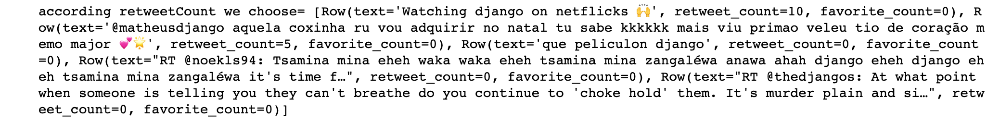 according retweetCount we choose= [Row(text='Watching django on netflicks 🙌', retweet_count=10, favorite_count=0), R
ow(text='@matheusdjango aquela coxinha ru vou adquirir no natal tu sabe kkkkkk mais viu primao veleu tio de coração m
emo major 💕🌟', retweet_count=5, favorite_count=0), Row(text='que peliculon django', retweet_count=0, favorite_count
=0), Row(text="RT @noekls94: Tsamina mina eheh waka waka eheh tsamina mina zangaléwa anawa ahah django eheh django eh
eh tsamina mina zangaléwa it's time f…", retweet_count=0, favorite_count=0), Row(text="RT @thedjangos: At what point
when someone is telling you they can't breathe do you continue to 'choke hold' them. It's murder plain and si…", retw
eet_count=0, favorite_count=0)]